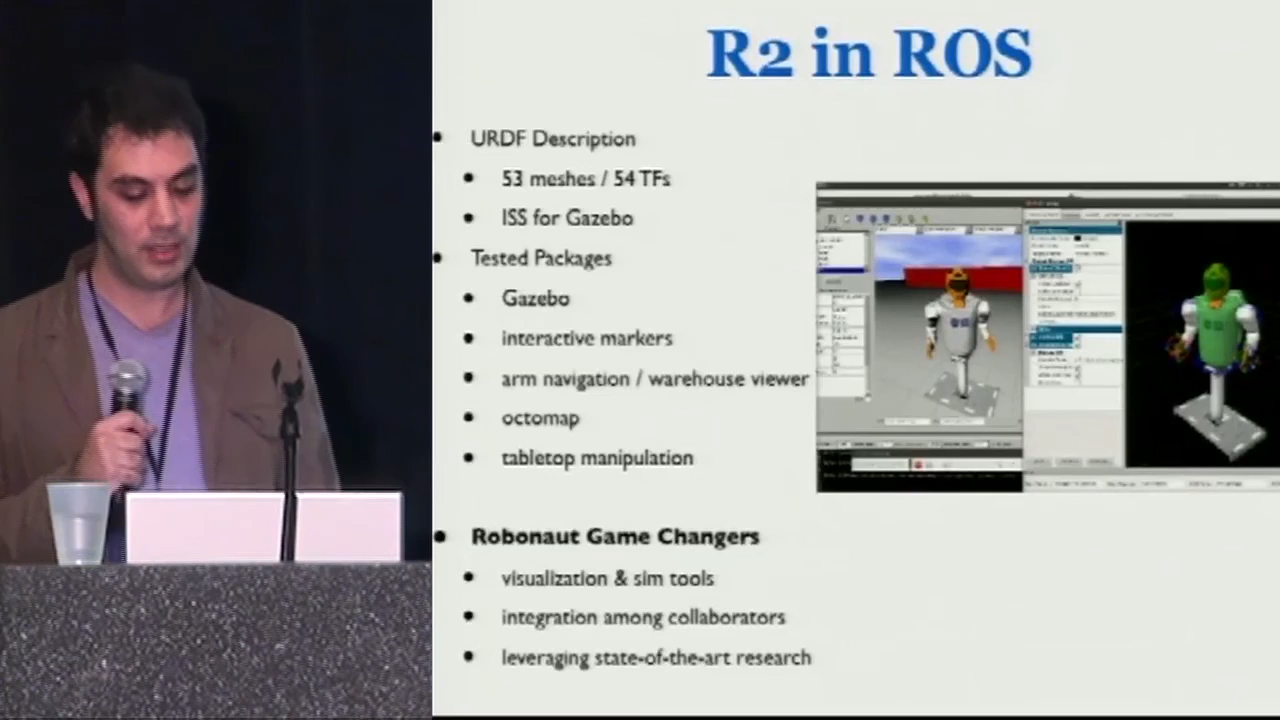 R2 in ROS
URDF Description
53 meshes / 54 TFs
ISS for Gazebo
Tested Packages
Gazebo
interactive markers
arm navigation / warehouse viewer
octomap
tabletop manipulation
Robonaut Game Changers
visualization & sim tools
integration among collaborators
leveraging state-of-the-art research